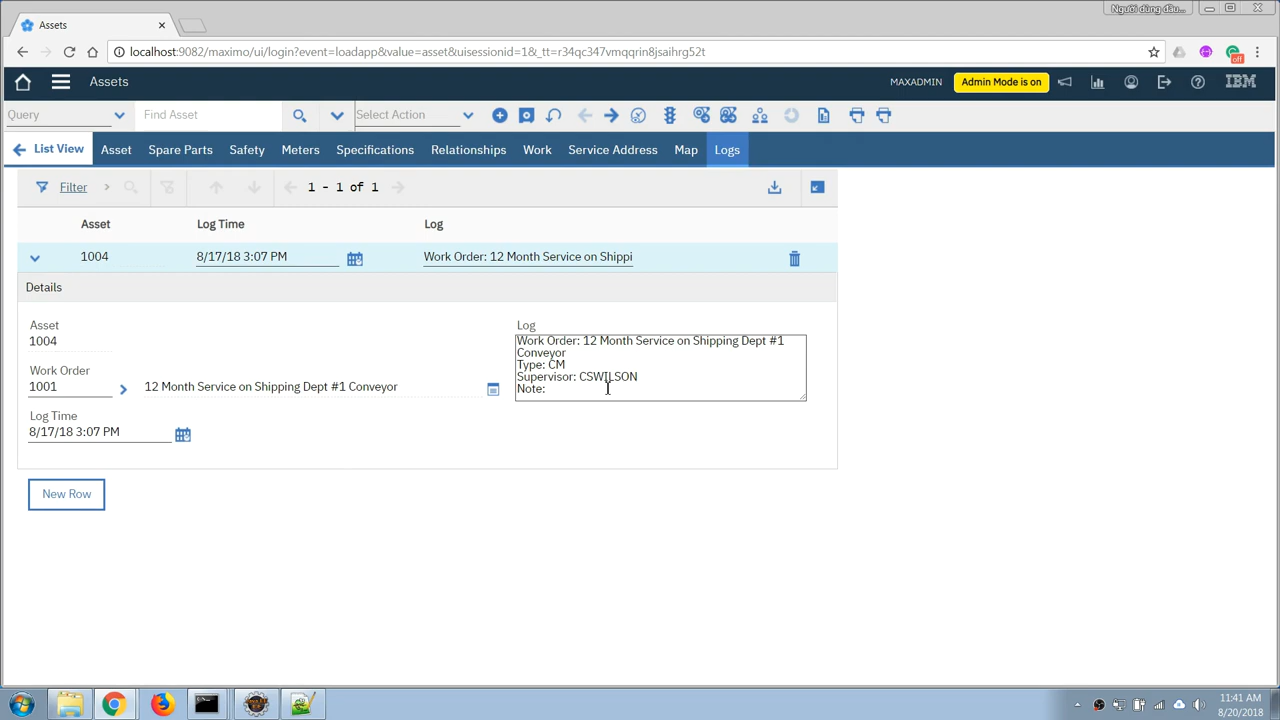 Người dùng đầu...
Assets
localhost:9082/maximo/ui/login?event=loadapp&value=asset&uisessionid=1&_tt=r34qc347vmqqrin8jsaihrg52t
off
Assets
MAXADMIN
Admin Mode is on
IBM
Query
Find Asset
Select Action
List View
Asset
Spare Parts
Safety
Meters
Specifications
Relationships
Work
Service Address
Map
Logs
Filter
1 - 1 of 1
Asset
Log Time
Log
1004
8/17/18 3:07 PM
Work Order: 12 Month Service on Shippi
Details
Asset
1004
Work Order
1001
12 Month Service on Shipping Dept #1 Conveyor
Log Time
8/17/18 3:07 PM
Log
Work Order: 12 Month Service on Shipping Dept #1
Conveyor
Type: CM
Supervisor: CSWILSON
Note:
New Row
11:41 AM
8/20/2018